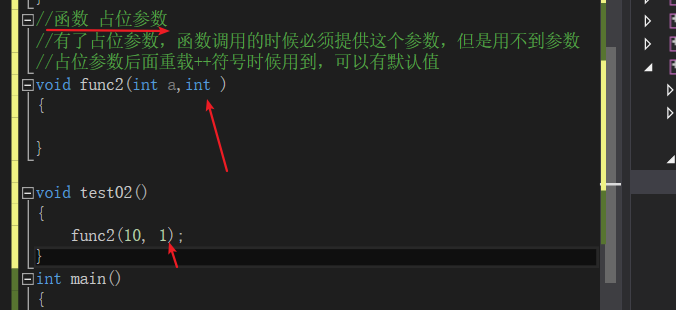 }
//函数 占位参数
//有了占位参数，函数调用的时候必须提供这个参数，但是用不到参数
//占位参数后面重载++符号时候用到，可以有默认值
void func2(int a,int )
{
}
void test02()
{
func2(10, 1);
}
int main()
{